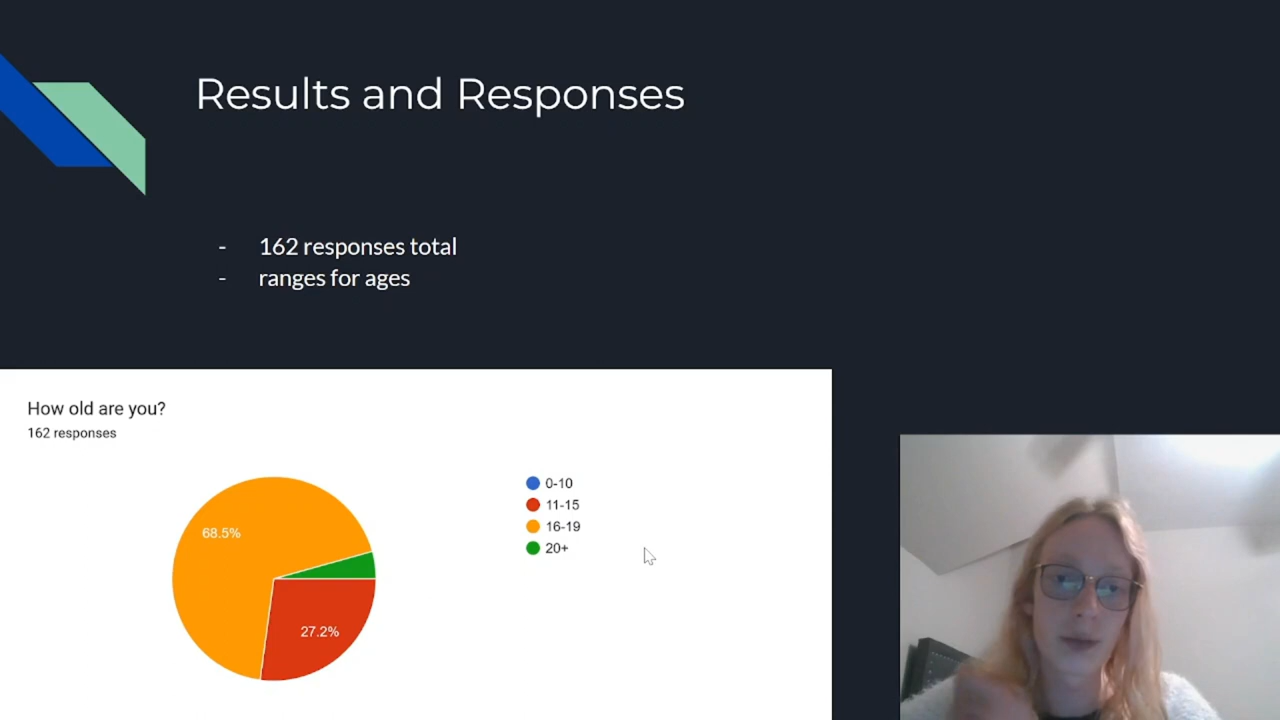 Results and Responses
- 162 responses total
- ranges for ages
How old are you?
162 responses
68.5%
27.2%
0-10
11-15
16-19
20+